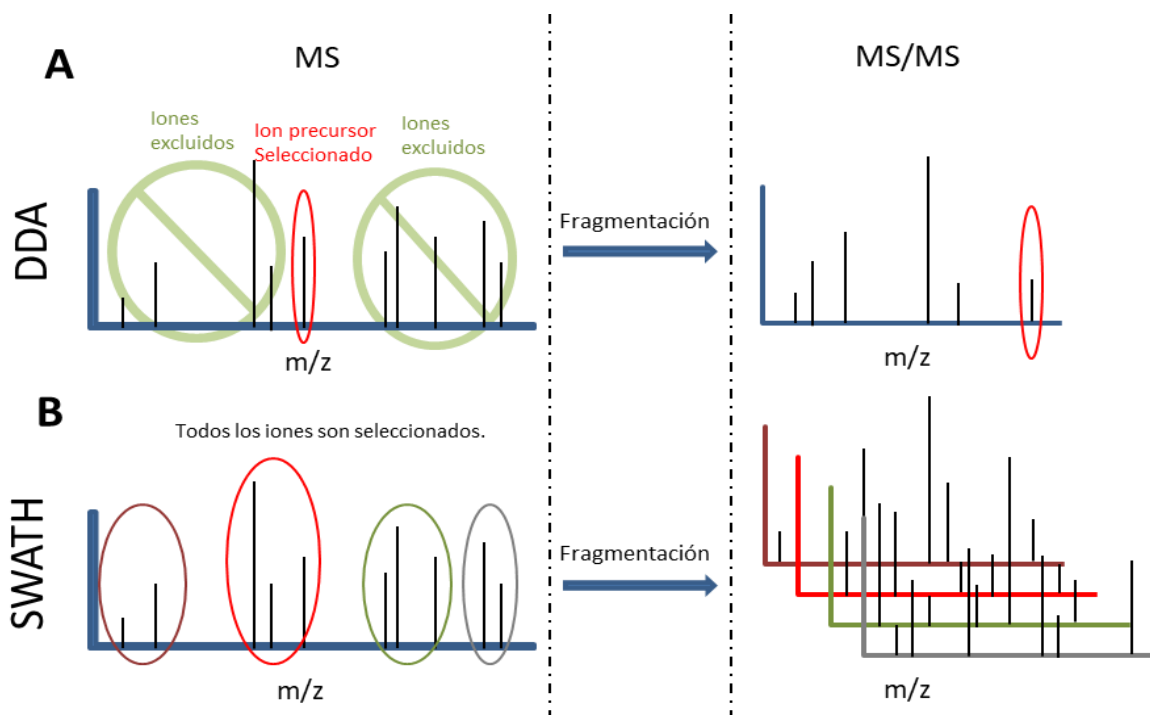 A
MS
MS/MS
Iones
excluidos
Ion precursor
Seleccionado
Iones
excluidos
DDA
Fragmentación
m/z
m/z
B
Todos los iones son seleccionados.
SWATH
Fragmentación
m/z
m/z